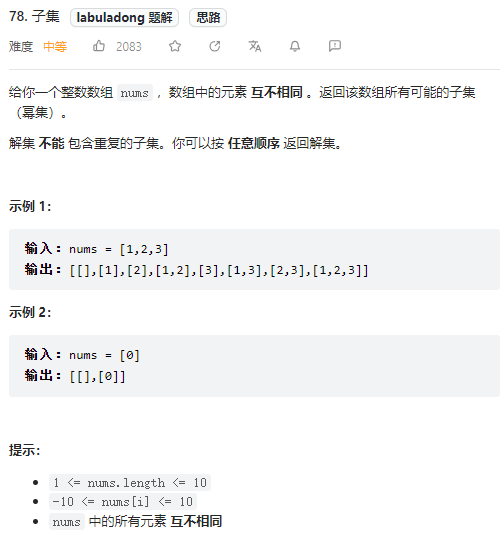 78. 子集 labuladong 题解 思路
难度 中等 2083
给你一个整数数组 nums ，数组中的元素 互不相同 。返回该数组所有可能的子集
（幂集）。
解集 不能 包含重复的子集。你可以按 任意顺序 返回解集。
示例 1：
输入：nums = [1,2,3]
输出：[[],[1],[2],[1,2],[3],[1,3],[2,3],[1,2,3]]
示例 2：
输入：nums = [0]
输出：[[],[0]]
提示：
1 <= nums.length <= 10
-10 <= nums[i] <= 10
nums 中的所有元素 互不相同